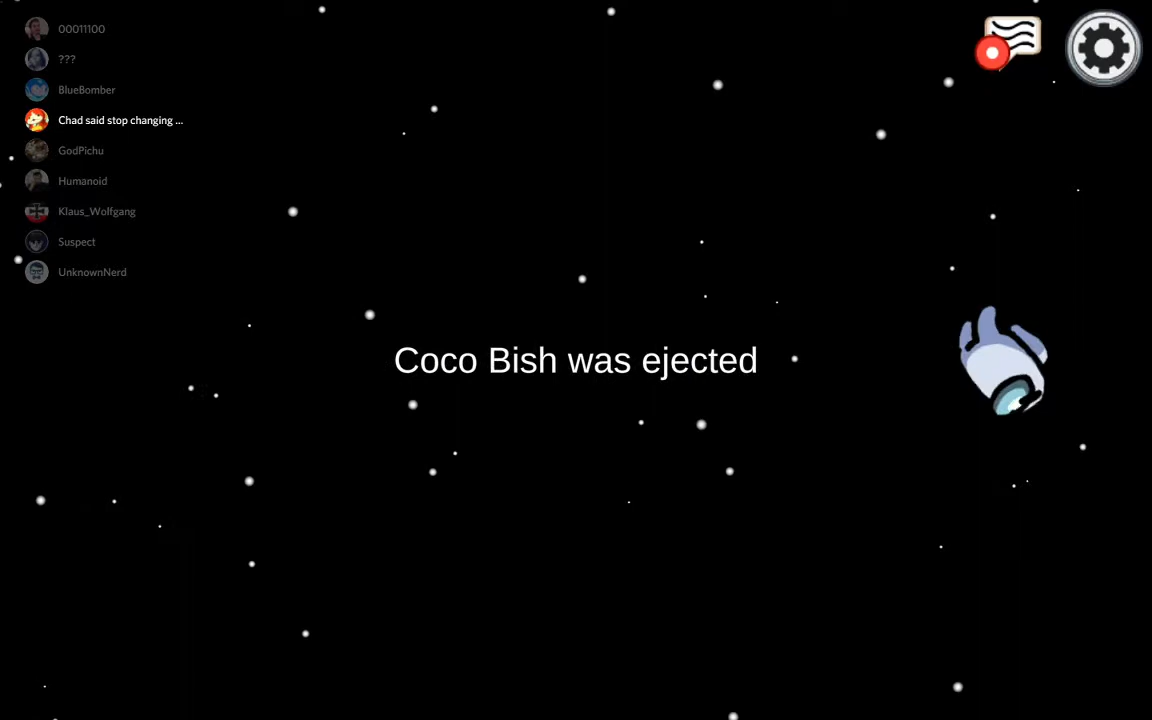 00011100
???
BlueBomber
Chad said stop changing ...
GodPichu
Humanoid
Klaus_Wolfgang
Suspect
UnknownNerd
Coco Bish was ejected